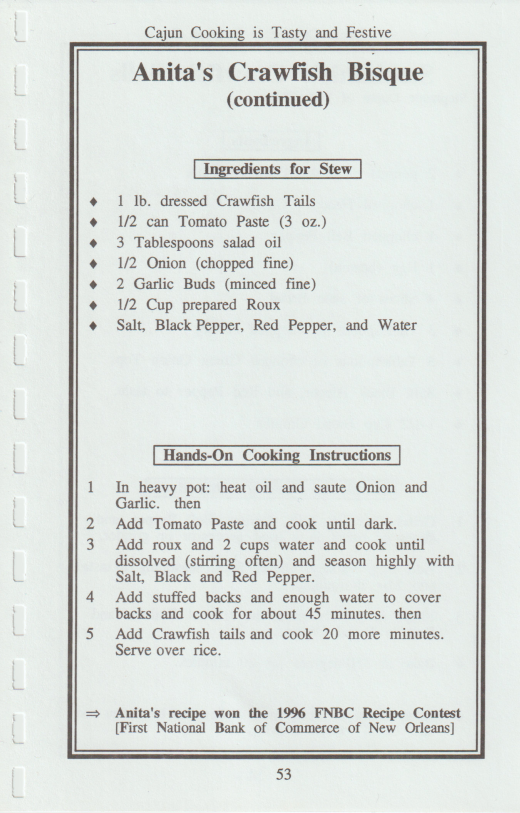 Cajun Cooking is Tasty and Festive
Anita's Crawfish Bisque
(continued)
Ingredients for Stew
♦ 1 lb. dressed Crawfish Tails
♦ 1/2 can Tomato Paste (3 oz.)
♦ 3 Tablespoons salad oil
♦ 1/2 Onion (chopped fine)
♦ 2 Garlic Buds (minced fine)
♦ 1/2 Cup prepared Roux
♦ Salt, Black Pepper, Red Pepper, and Water
Hands-On Cooking Instructions
1 In heavy pot: heat oil and saute Onion and
Garlic. then
2 Add Tomato Paste and cook until dark.
3 Add roux and 2 cups water and cook until
dissolved (stirring often) and season highly with
Salt, Black and Red Pepper.
4 Add stuffed backs and enough water to cover
backs and cook for about 45 minutes. then
5 Add Crawfish tails and cook 20 more minutes.
Serve over rice.
⇒ Anita's recipe won the 1996 FNBC Recipe Contest
[First National Bank of Commerce of New Orleans]
53